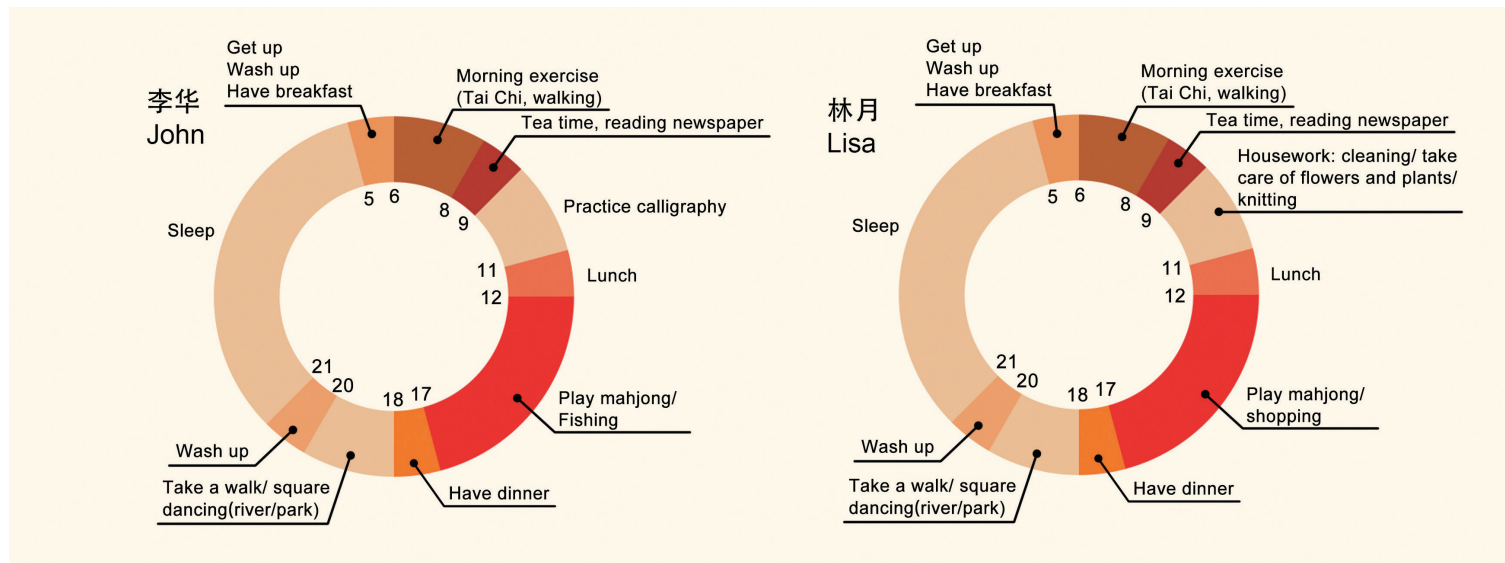 李华
John
Get up
Wash up
Have breakfast
Morning exercise
(Tai Chi, walking)
Tea time, reading newspaper
Practice calligraphy
Lunch
Play mahjong/
Fishing
Have dinner
Take a walk/ square
dancing(river/park)
Wash up
Sleep
5
6
8
9
11
12
17
18
20
21
林月
Lisa
Get up
Wash up
Have breakfast
Morning exercise
(Tai Chi, walking)
Tea time, reading newspaper
Housework: cleaning/ take
care of flowers and plants/
knitting
Lunch
Play mahjong/
shopping
Have dinner
Take a walk/ square
dancing(river/park)
Wash up
Sleep
5
6
8
9
11
12
17
18
20
21